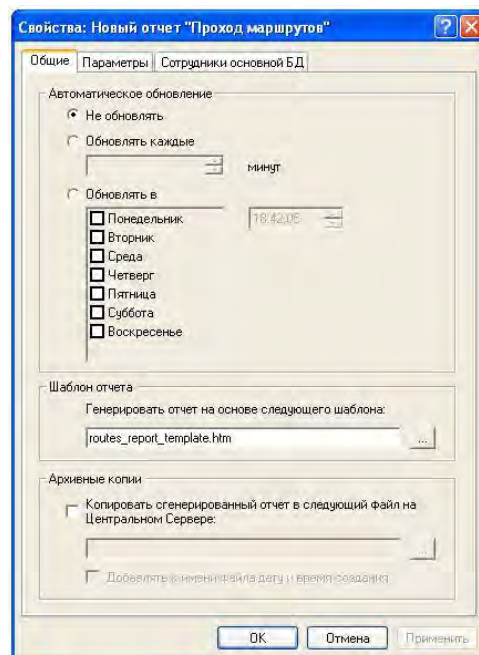 Свойства: Новый отчет "Проход маршрутов"
Общие Параметры Сотрудники основной БД
Автоматическое обновление
Не обновлять
Обновлять каждые
минут
Обновлять в
Понедельник 18:42:06
Вторник
Среда
Четверг
Пятница
Суббота
Воскресенье
Шаблон отчета
Генерировать отчет на основе следующего шаблона:
routes_report_template.htm ...
Архивные копии
Копировать сгенерированный отчет в следующий файл на
Центральном Сервере:
...
Добавлять к имени файла дату и время создания
OK Отмена Применить